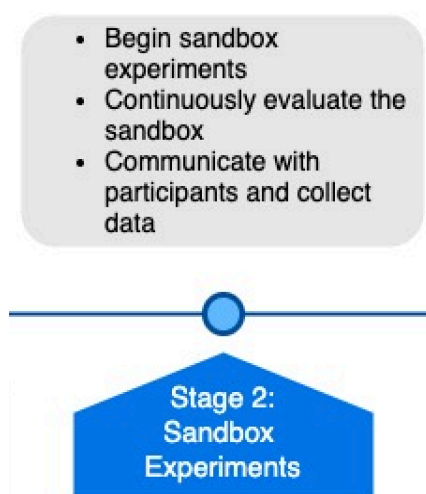 • Begin sandbox
experiments
• Continuously evaluate the
sandbox
• Communicate with
participants and collect
data
Stage 2:
Sandbox
Experiments